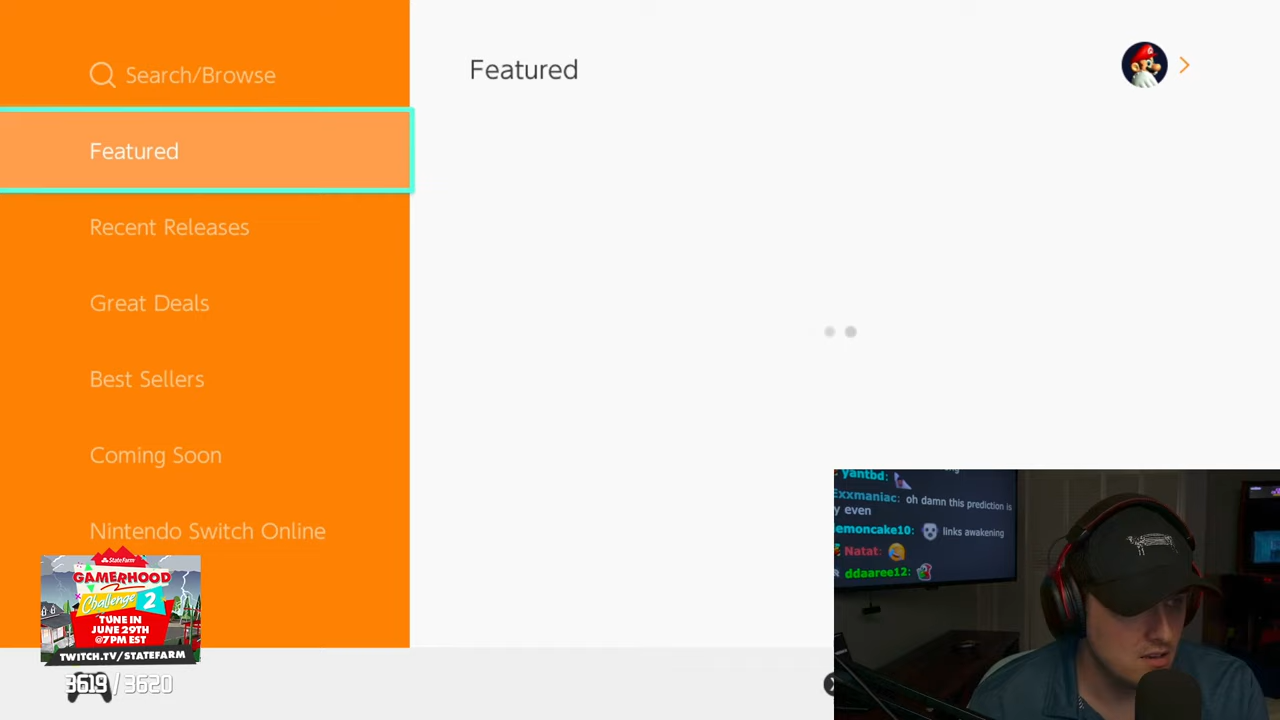 Search/Browse
Featured
Recent Releases
Great Deals
Best Sellers
Coming Soon
Nintendo Switch Online
Featured
StateFarm
GAMERHOOD
Challenge 2
TUNE IN
JUNE 29TH
@7PM EST
TWITCH.TV/STATEFARM
3619/3620
yantbd:
Exxmaniac: oh damn this prediction is
y even
emoncake10: links awakening
Natat:
ddaaree12: